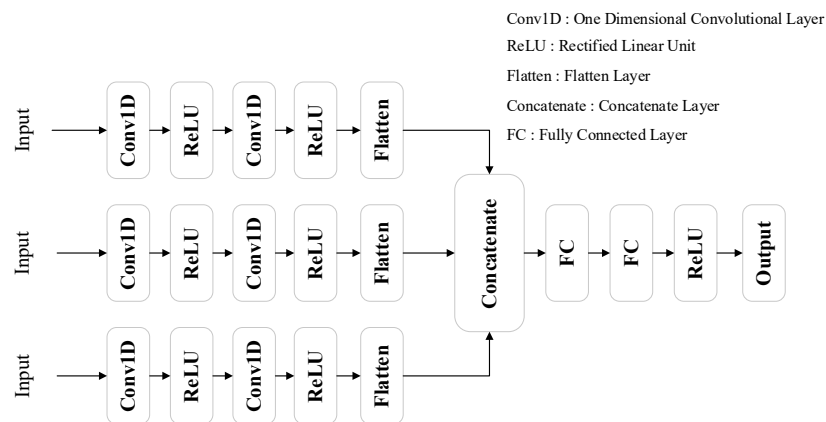 Conv1D : One Dimensional Convolutional Layer
ReLU : Rectified Linear Unit
Flatten : Flatten Layer
Concatenate : Concatenate Layer
FC : Fully Connected Layer
Input
Conv1D
ReLU
Conv1D
ReLU
Flatten
Input
Conv1D
ReLU
Conv1D
ReLU
Flatten
Input
Conv1D
ReLU
Conv1D
ReLU
Flatten
Concatenate
FC
FC
ReLU
Output